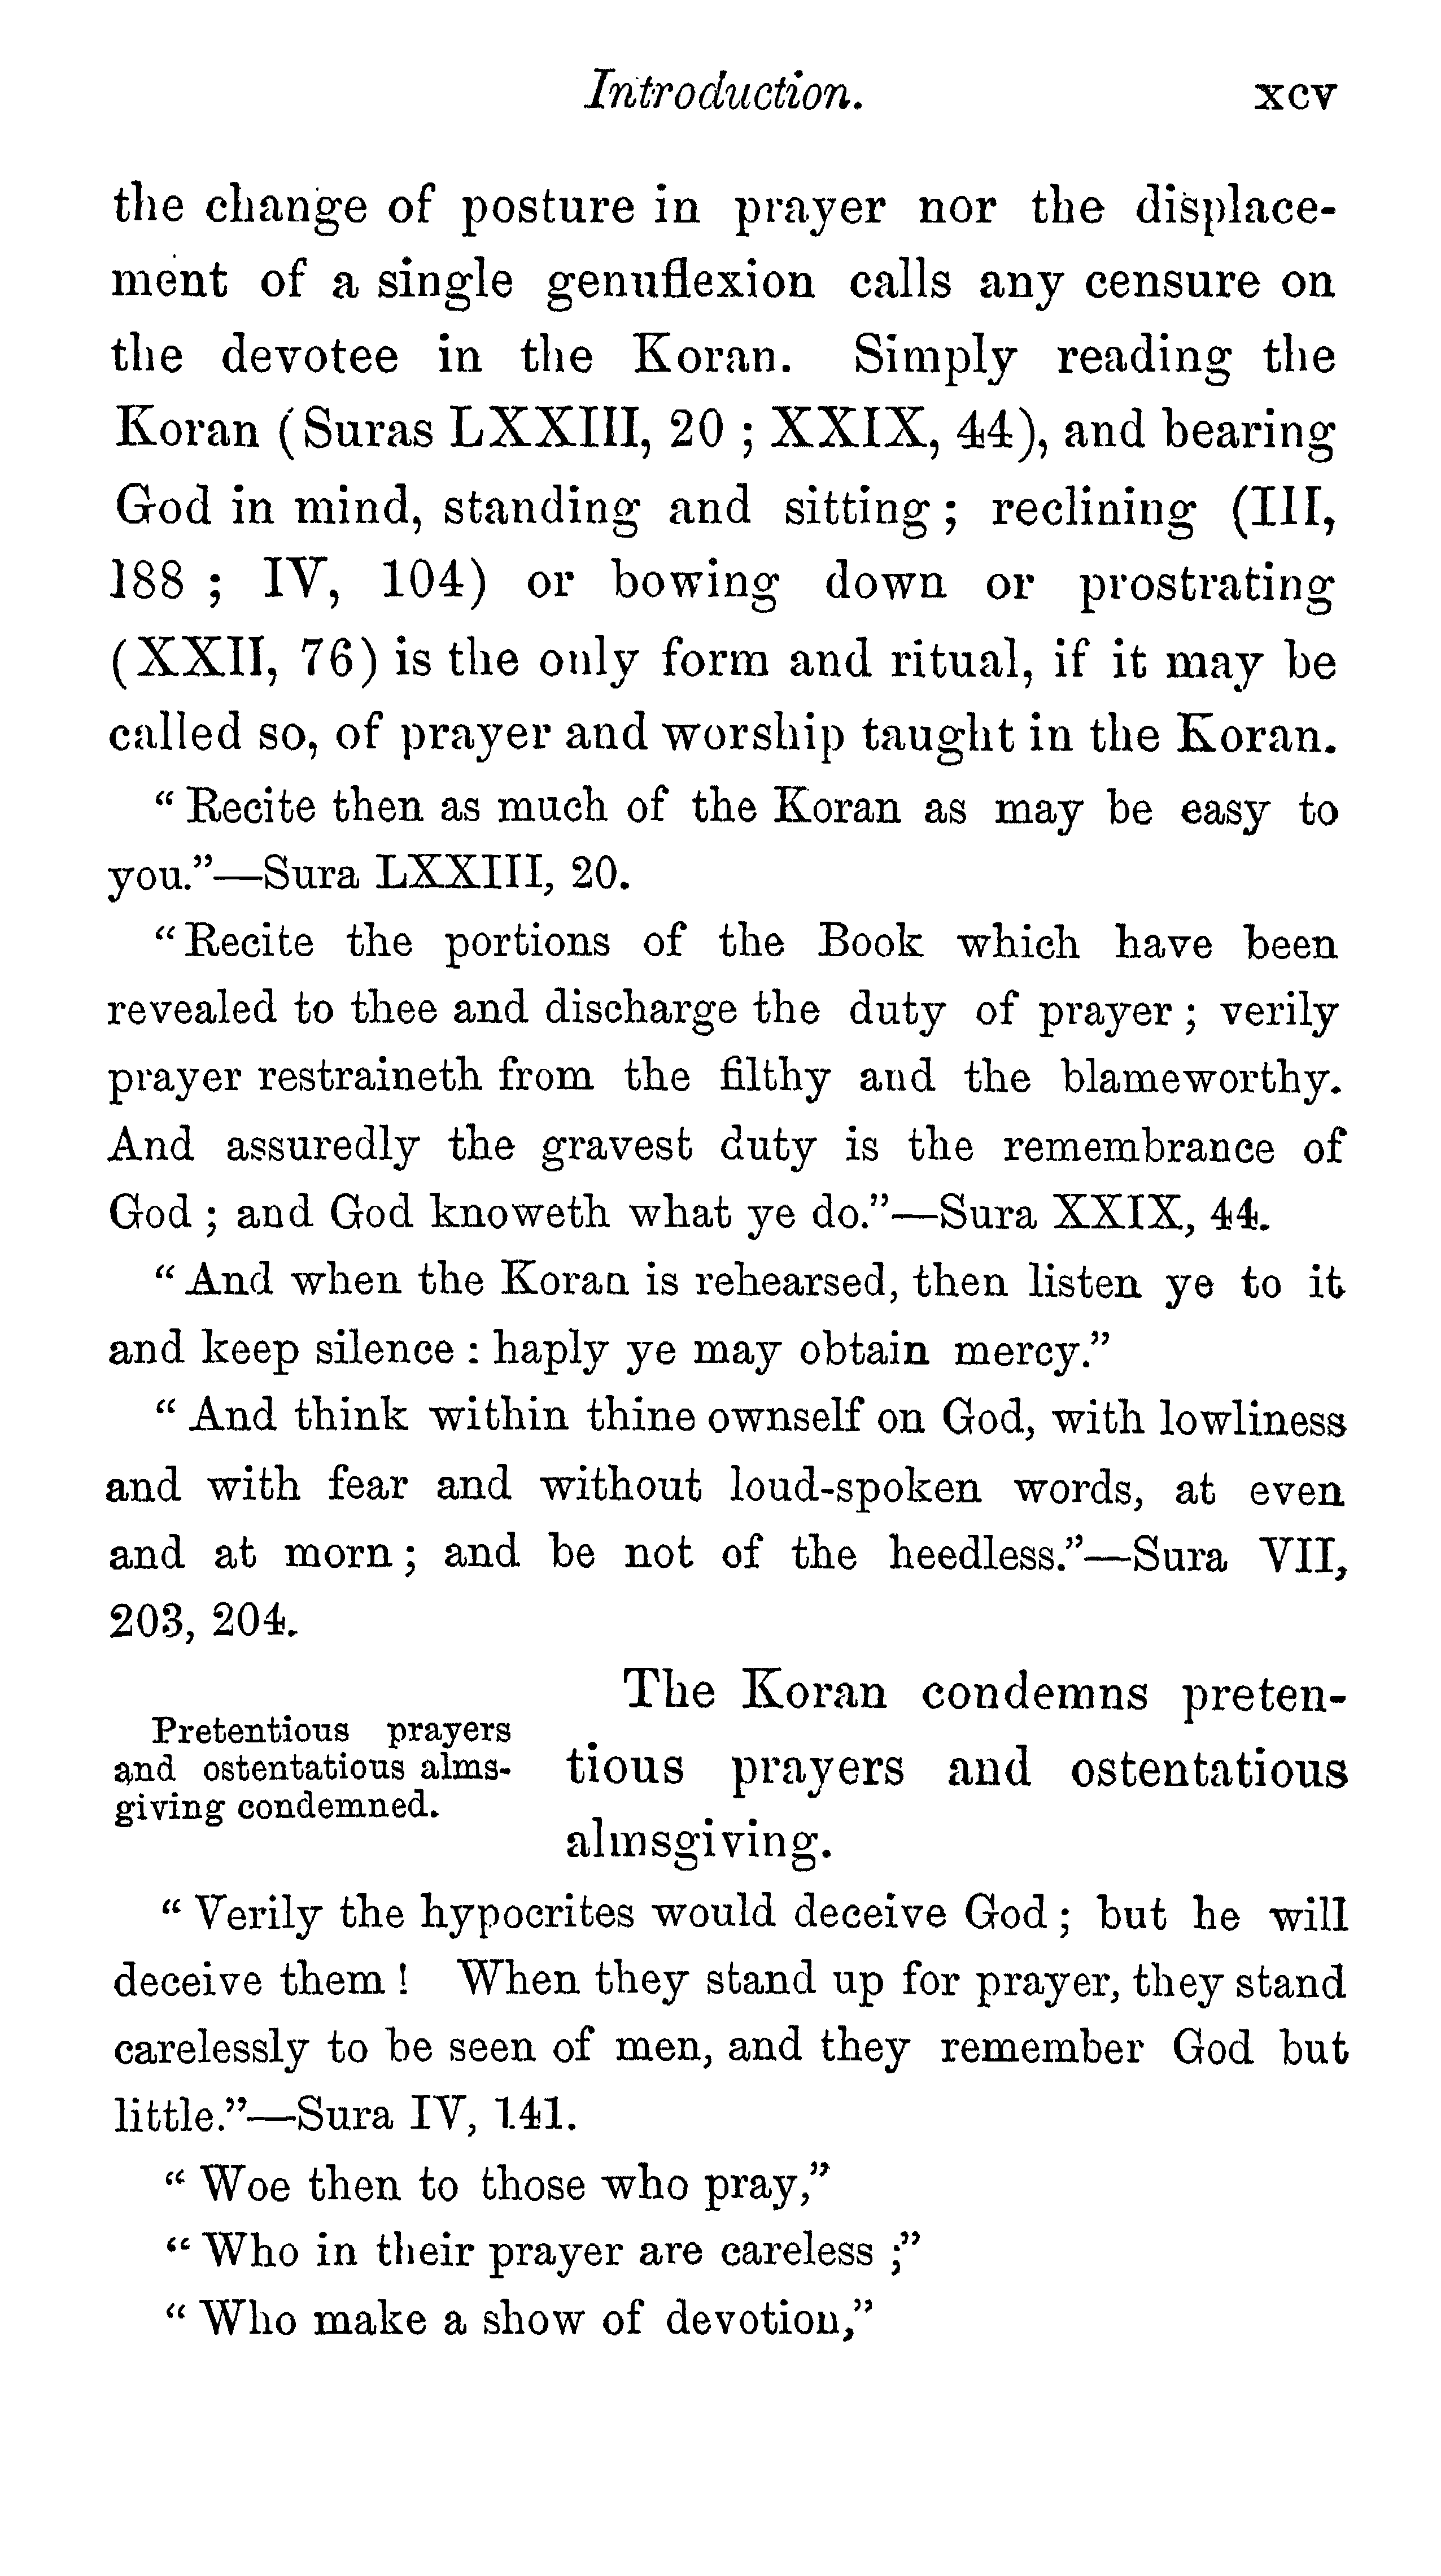 Introduction. xcv
the change of posture in prayer nor the displace-
ment of a single genuflexion calls any censure on
the devotee in the Koran. Simply reading the
Koran (Suras LXXIII, 20 ; XXIX, 44), and bearing
God in mind, standing and sitting ; reclining (III,
188 ; IV, 104) or bowing down or prostrating
(XXII, 76) is the only form and ritual, if it may be
called so, of prayer and worship taught in the Koran.
“ Recite then as much of the Koran as may be easy to
you.”—Sura LXXIII, 20.
“ Recite the portions of the Book which have been
revealed to thee and discharge the duty of prayer ; verily
prayer restraineth from the filthy and the blameworthy.
And assuredly the gravest duty is the remembrance of
God ; and God knoweth what ye do.”—Sura XXIX, 44.
“ And when the Koran is rehearsed, then listen ye to it
and keep silence : haply ye may obtain mercy.”
“ And think within thine ownself on God, with lowliness
and with fear and without loud-spoken words, at even
and at morn ; and be not of the heedless.”—Sura VII,
203, 204.
Pretentious prayers
and ostentatious alms-
giving condemned.
The Koran condemns preten-
tious prayers and ostentatious
almsgiving.
“ Verily the hypocrites would deceive God ; but he will
deceive them ! When they stand up for prayer, they stand
carelessly to be seen of men, and they remember God but
little.”—Sura IV, 141.
“ Woe then to those who pray,”
“ Who in their prayer are careless ;”
“ Who make a show of devotion,”